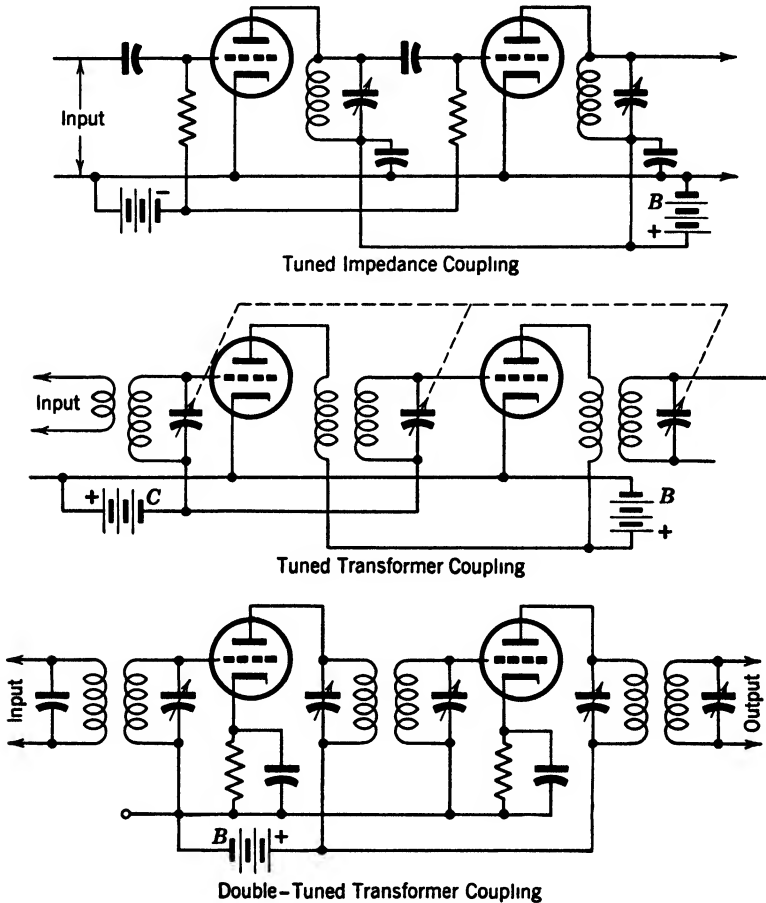 Input
−
B
+
Tuned Impedance Coupling
Input
+ C
B
+
Tuned Transformer Coupling
Input
Output
B +
Double-Tuned Transformer Coupling